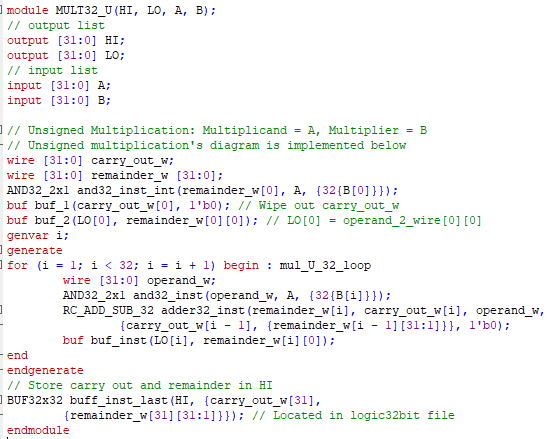 module MULT32_U(HI, LO, A, B);
// output list
output [31:0] HI;
output [31:0] LO;
// input list
input [31:0] A;
input [31:0] B;
// Unsigned Multiplication: Multiplicand = A, Multiplier = B
// Unsigned multiplication's diagram is implemented below
wire [31:0] carry_out_w;
wire [31:0] remainder_w [31:0];
AND32_2x1 and32_inst_int(remainder_w[0], A, {32{B[0]}});
buf buf_1(carry_out_w[0], 1'b0); // Wipe out carry_out_w
buf buf_2(LO[0], remainder_w[0][0]); // LO[0] = operand_2_wire[0][0]
genvar i;
generate
for (i = 1; i < 32; i = i + 1) begin : mul_U_32_loop
wire [31:0] operand_w;
AND32_2x1 and32_inst(operand_w, A, {32{B[i]}});
RC_ADD_SUB_32 adder32_inst(remainder_w[i], carry_out_w[i], operand_w,
{carry_out_w[i - 1], {remainder_w[i - 1][31:1]}}, 1'b0);
buf buf_inst(LO[i], remainder_w[i][0]);
end
endgenerate
// Store carry out and remainder in HI
BUF32x32 buff_inst_last(HI, {carry_out_w[31],
{remainder_w[31][31:1]}}); // Located in logic32bit file
endmodule